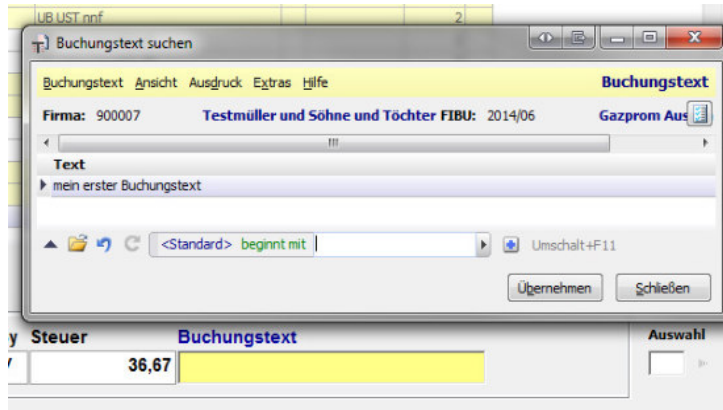 UB UST nnf 2
Buchungstext suchen
Buchungstext Ansicht Ausdruck Extras Hilfe Buchungstext
Firma: 900007 Testmüller und Söhne und Töchter FIBU: 2014/06 Gazprom Aus
Text
mein erster Buchungstext
<Standard> beginnt mit Umschalt+F11
Übernehmen Schließen
y Steuer Buchungstext Auswahl
36,67